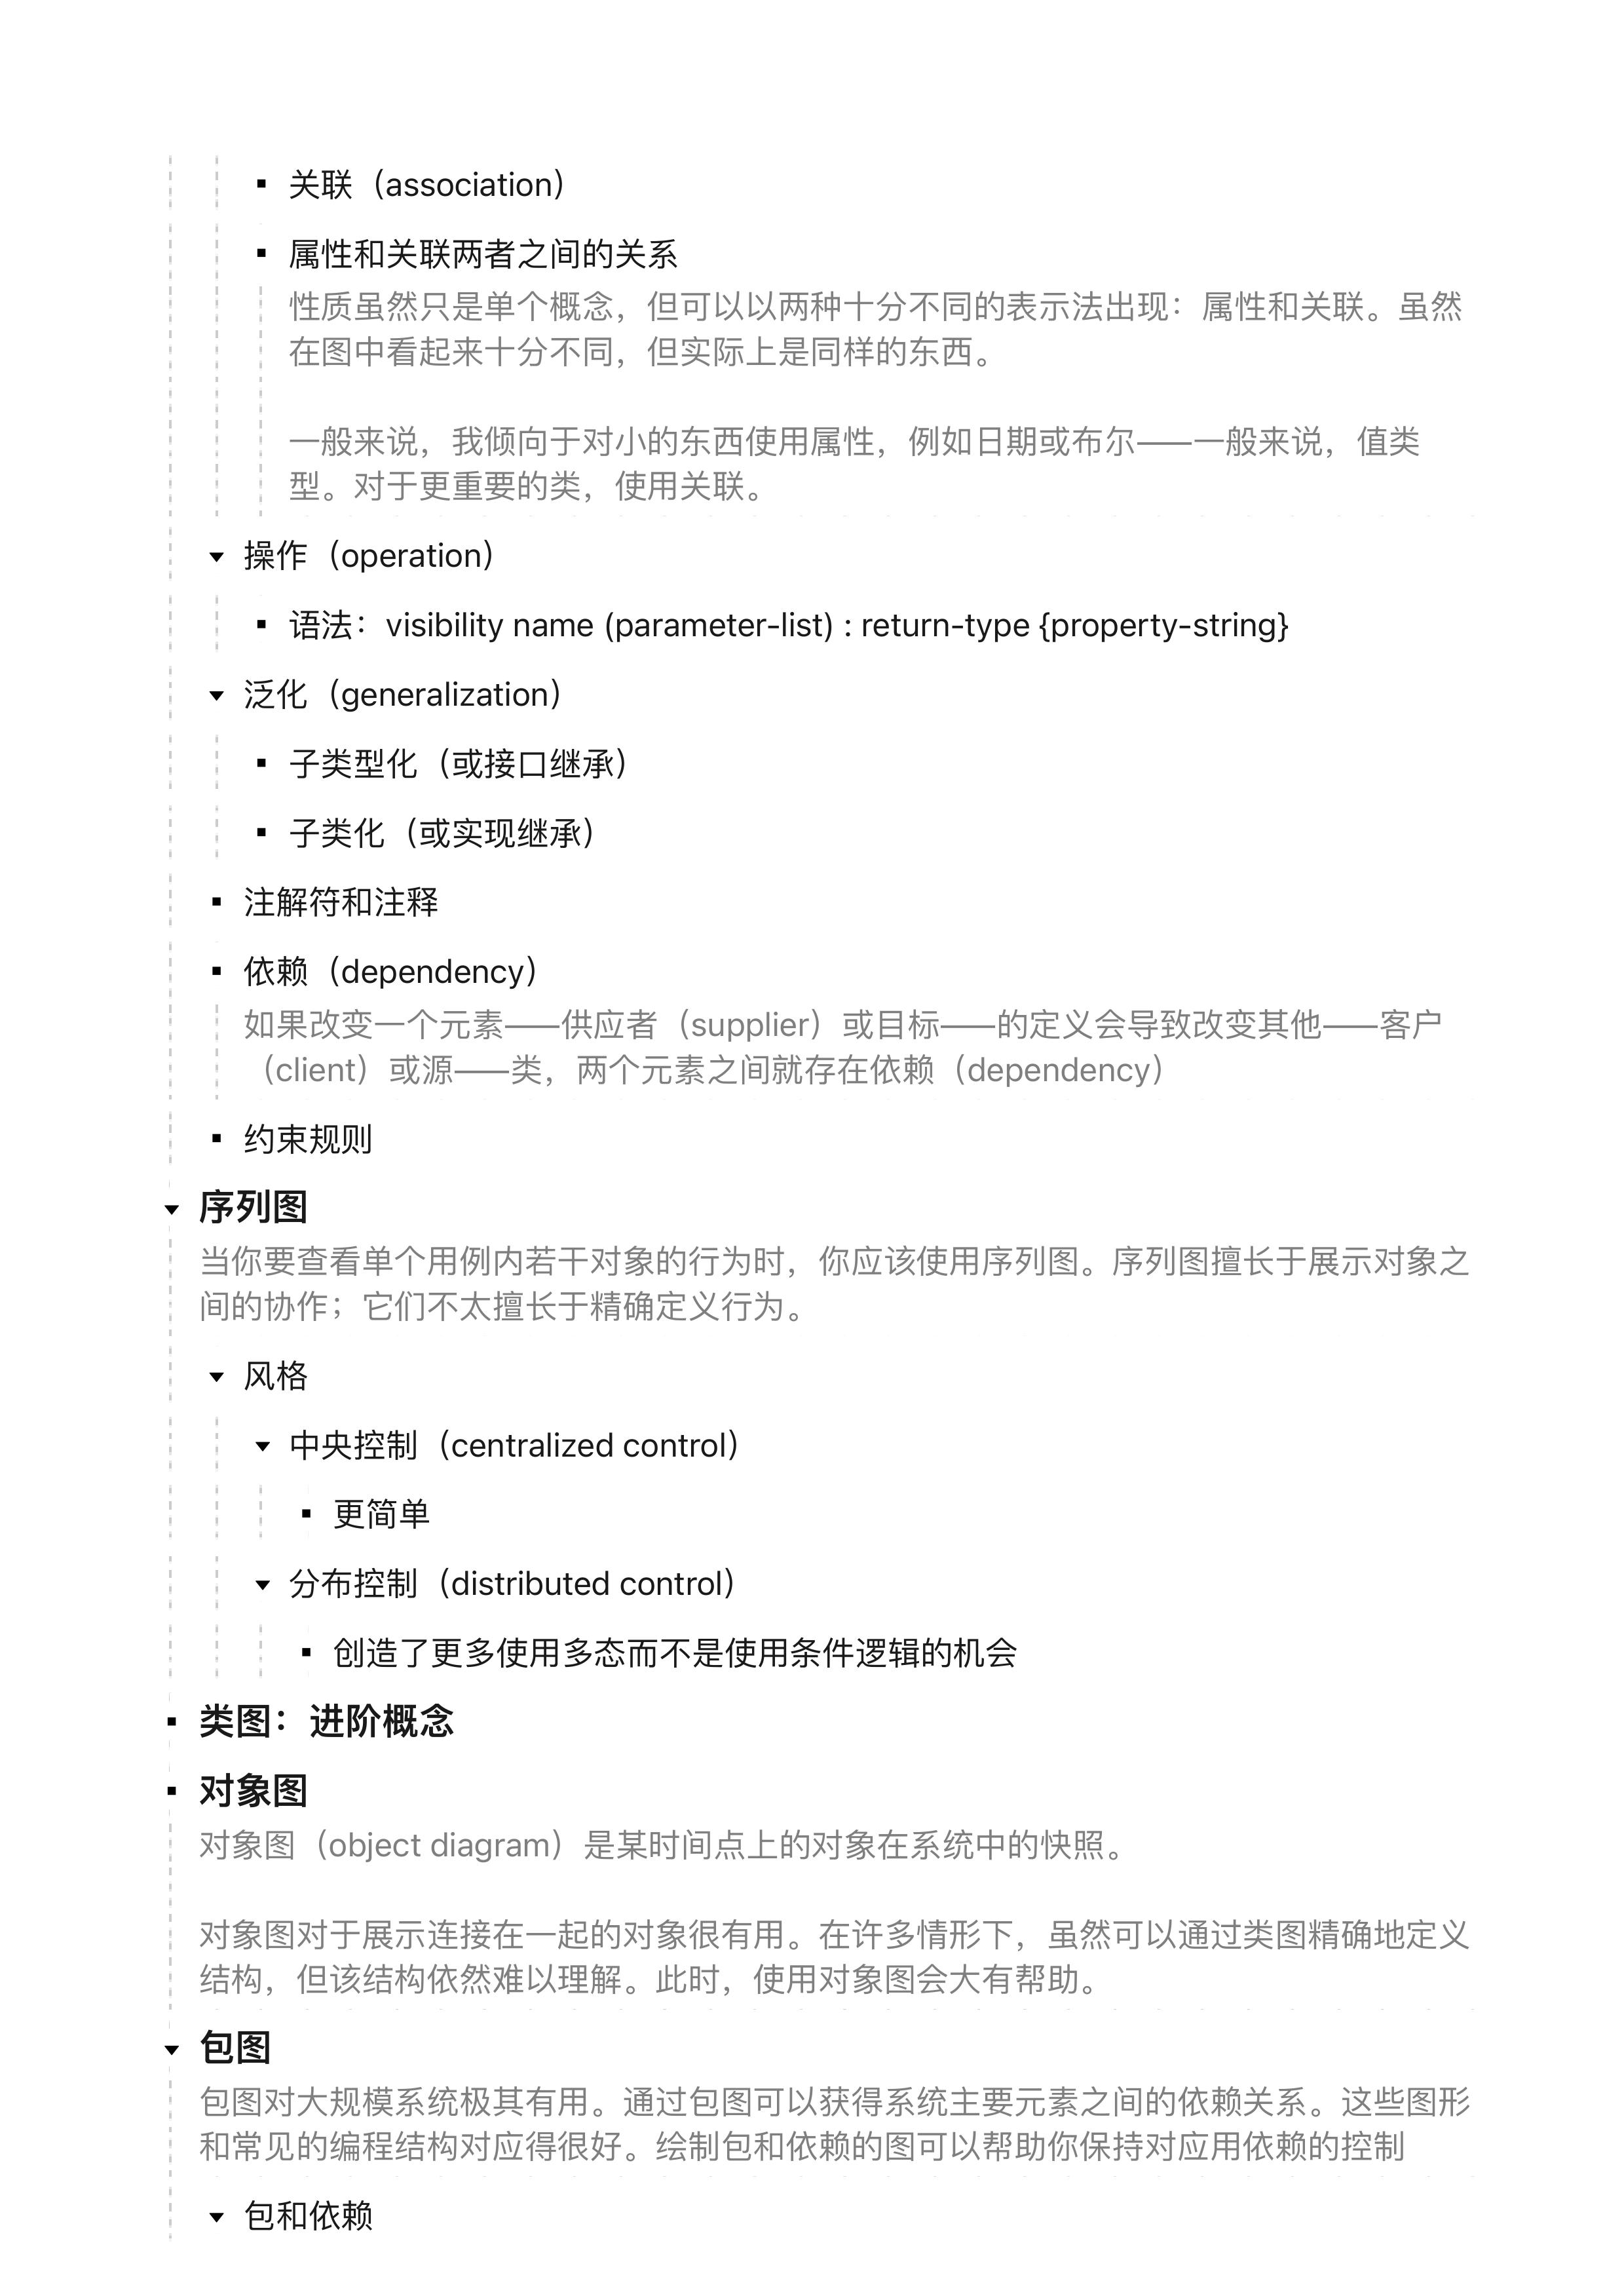 关联（association）
属性和关联两者之间的关系
性质虽然只是单个概念，但可以以两种十分不同的表示法出现：属性和关联。虽然
在图中看起来十分不同，但实际上是同样的东西。
一般来说，我倾向于对小的东西使用属性，例如日期或布尔——一般来说，值类
型。对于更重要的类，使用关联。
操作（operation）
语法：visibility name (parameter-list) : return-type {property-string}
泛化（generalization）
子类型化（或接口继承）
子类化（或实现继承）
注解符和注释
依赖（dependency）
如果改变一个元素——供应者（supplier）或目标——的定义会导致改变其他——客户
（client）或源——类，两个元素之间就存在依赖（dependency）
约束规则
序列图
当你要查看单个用例内若干对象的行为时，你应该使用序列图。序列图擅长于展示对象之
间的协作；它们不太擅长于精确定义行为。
风格
中央控制（centralized control）
更简单
分布控制（distributed control）
创造了更多使用多态而不是使用条件逻辑的机会
类图：进阶概念
对象图
对象图（object diagram）是某时间点上的对象在系统中的快照。
对象图对于展示连接在一起的对象很有用。在许多情形下，虽然可以通过类图精确地定义
结构，但该结构依然难以理解。此时，使用对象图会大有帮助。
包图
包图对大规模系统极其有用。通过包图可以获得系统主要元素之间的依赖关系。这些图形
和常见的编程结构对应得很好。绘制包和依赖的图可以帮助你保持对应用依赖的控制
包和依赖